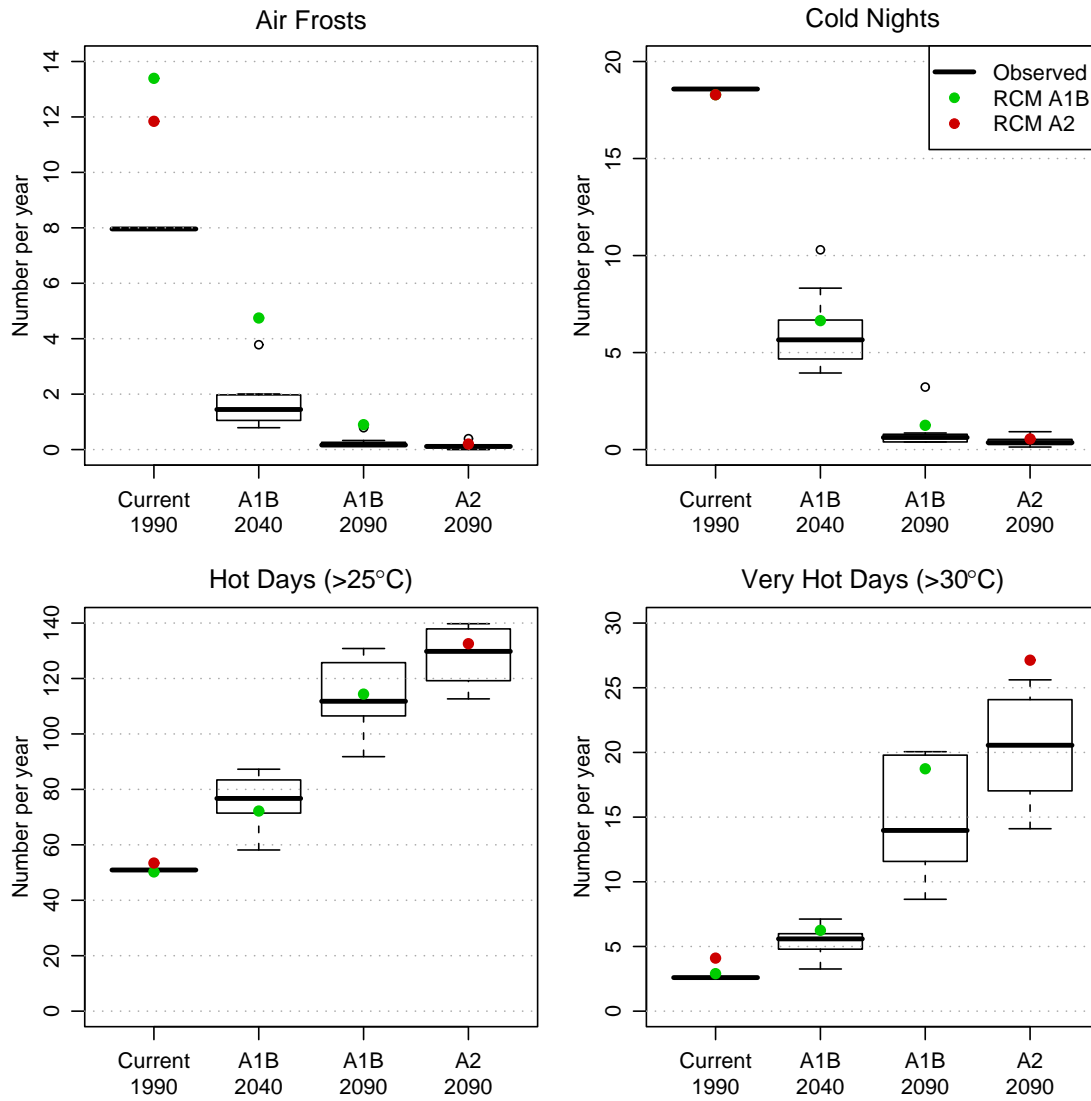 Air Frosts
Number per year
14
12
10
8
6
4
2
0
Current
1990
A1B
2040
A1B
2090
A2
2090
Cold Nights
Number per year
20
15
10
5
0
Observed
RCM A1B
RCM A2
Current
1990
A1B
2040
A1B
2090
A2
2090
Hot Days (>25°C)
Number per year
140
120
100
80
60
40
20
0
Current
1990
A1B
2040
A1B
2090
A2
2090
Very Hot Days (>30°C)
Number per year
30
25
20
15
10
5
0
Current
1990
A1B
2040
A1B
2090
A2
2090